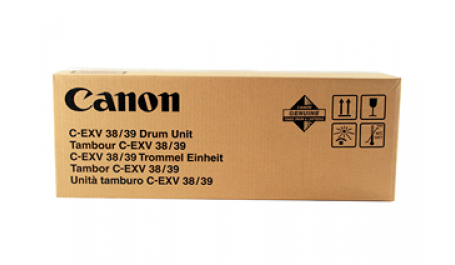 Canon
C-EXV 38/39 Drum Unit
Tambour C-EXV 38/39
C-EXV 38/39 Trommel Einheit
Tambor C-EXV 38/39
Unità tamburo C-EXV 38/39
GENUINE